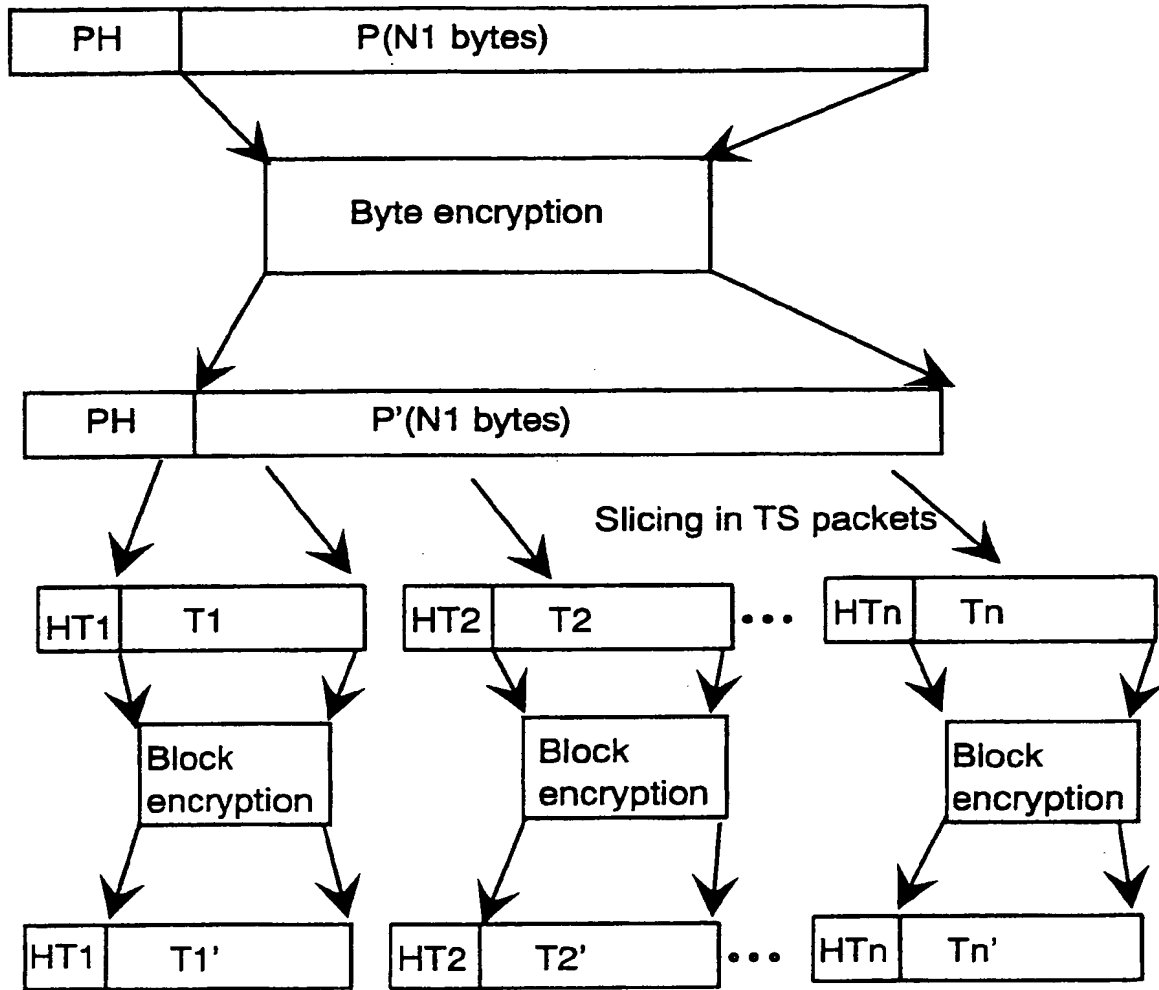 PH P(N1 bytes)
Byte encryption
PH P'(N1 bytes)
Slicing in TS packets
HT1 T1 HT2 T2 ••• HTn Tn
Block
encryption
Block
encryption
Block
encryption
HT1 T1' HT2 T2' ••• HTn Tn'